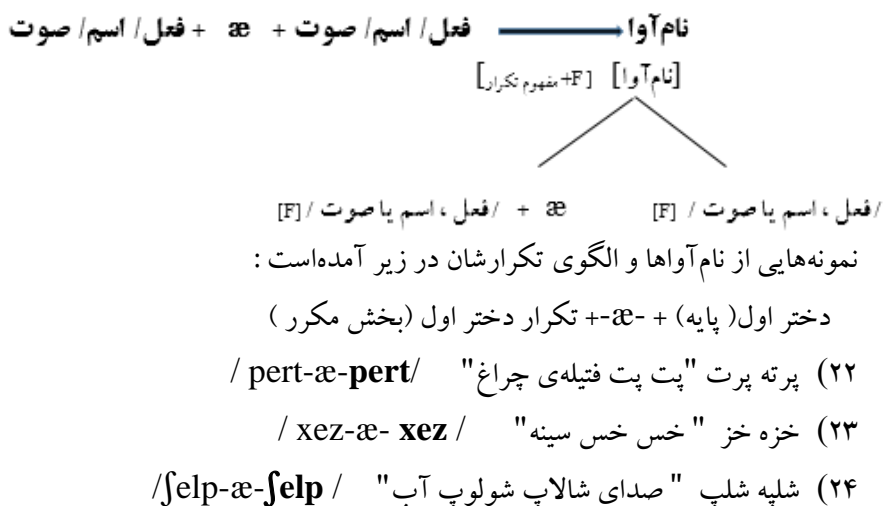 نام‌آوا ⟶ فعل/ اسم/ صوت + æ + فعل/ اسم/ صوت
[نام‌آوا] [F+مفهوم تکرار]
/فعل ، اسم یا صوت / [F] æ + /فعل ، اسم یا صوت / [F]
نمونه‌هایی از نام‌آواها و الگوی تکرارشان در زیر آمده‌است :
دختر اول( پایه) + -æ-+ تکرار دختر اول (بخش مکرر )
۲۲) پرته پرت "پت پت فتیله‌ی چراغ" / pert-æ-pert/
۲۳) خزه خز " خس خس سینه" / xez-æ- xez /
۲۴) شلپه شلپ " صدای شالاپ شولوپ آب" / ʃelp-æ-ʃelp/